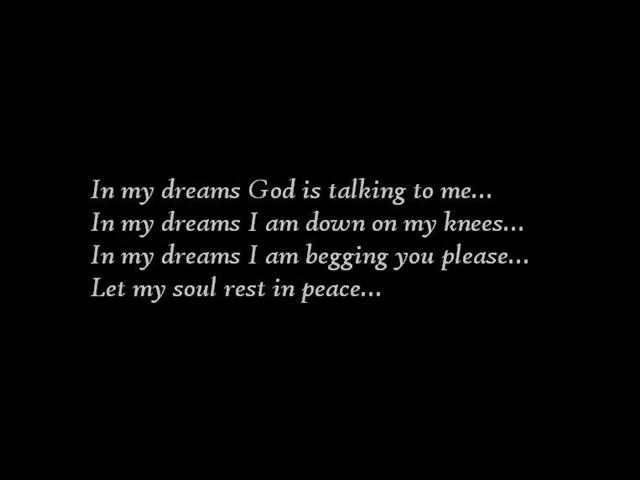 In my dreams God is talking to me...
In my dreams I am down on my knees...
In my dreams I am begging you please...
Let my soul rest in peace...